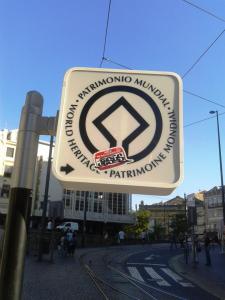 PATRIMONIO MUNDIAL
WORLD HERITAGE
PATRIMOINE MONDIAL